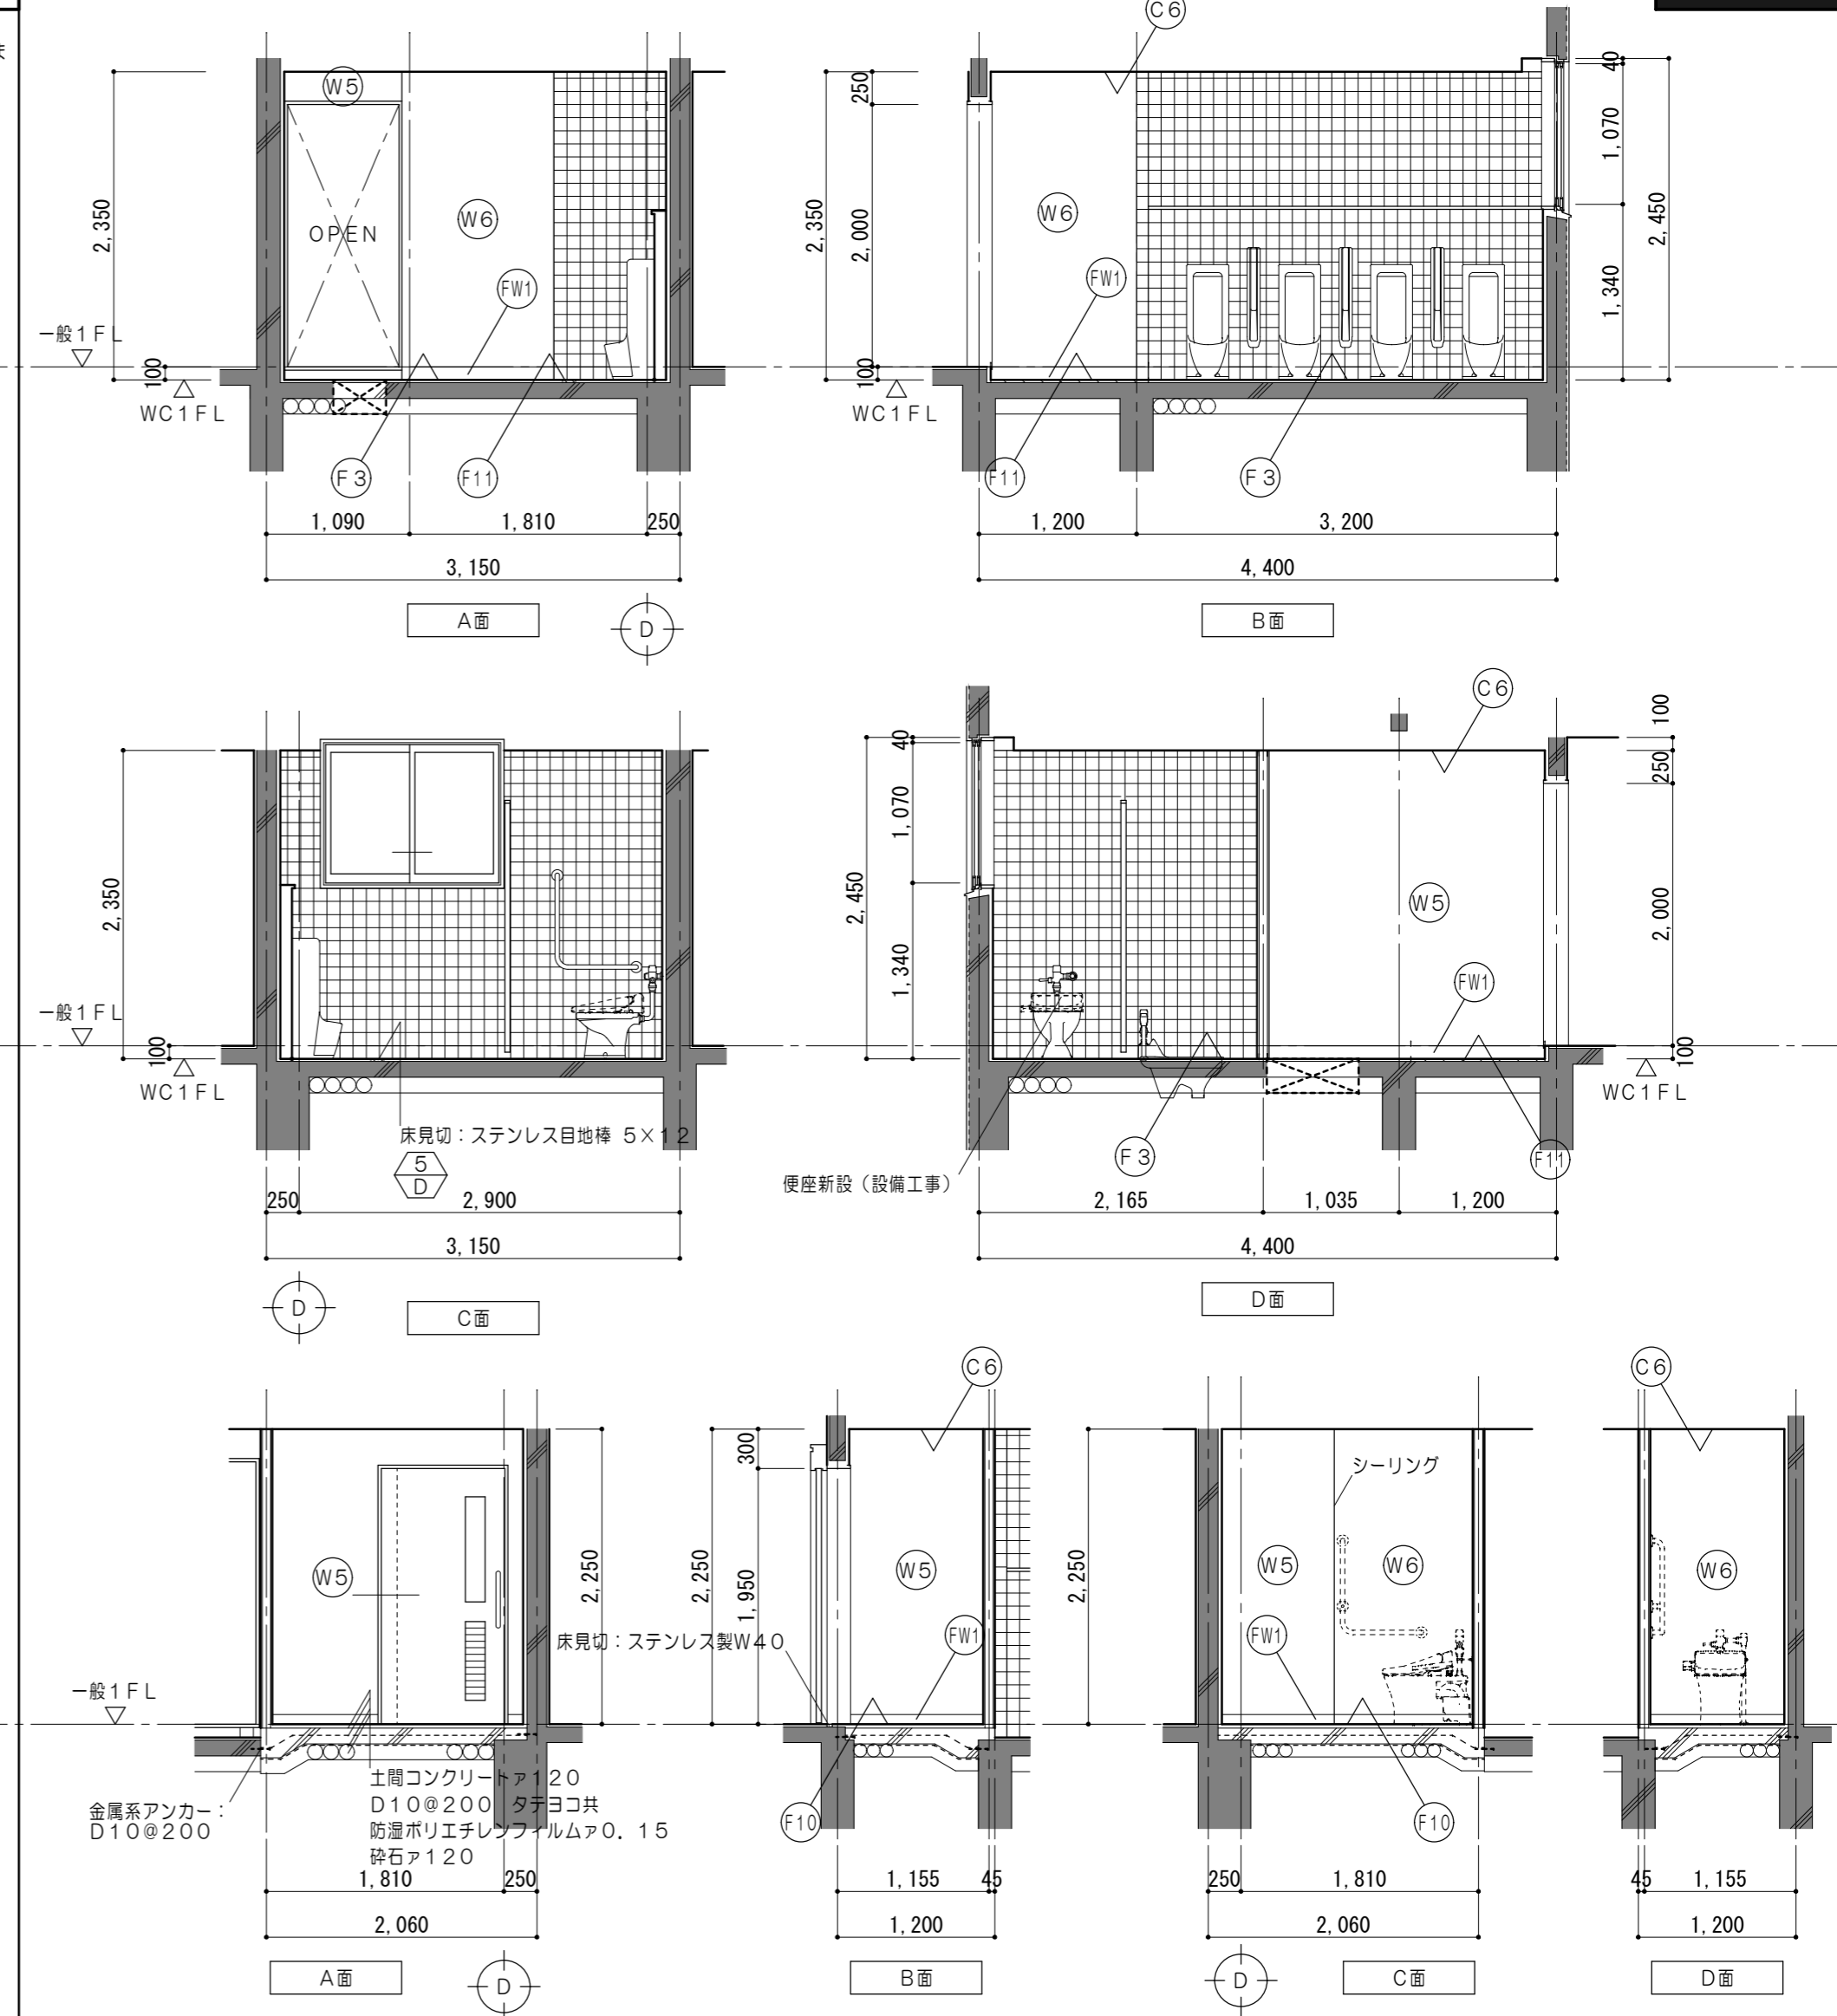 W5
OPEN
W6
FW1
2,350
100
一般1FL
WC1FL
F3
F11
1,090
1,810
250
3,150
A面
D
C6
W6
FW1
250
2,000
2,350
100
WC1FL
40
1,070
1,340
2,450
F11
F3
1,200
3,200
4,400
B面
2,350
100
一般1FL
WC1FL
床見切:ステンレス目地棒 5×12
5
D
250
2,900
3,150
D
C面
C6
W5
FW1
40
1,070
1,340
2,450
100
250
2,000
100
WC1FL
便座新設(設備工事)
F3
F11
2,165
1,035
1,200
4,400
D面
W5
2,250
一般1FL
金属系アンカー:
D10@200
土間コンクリートァ120
D10@200 タテヨコ共
防湿ポリエチレンフィルムァ0.15
砕石ァ120
1,810
250
2,060
A面
D
C6
300
1,950
2,250
W5
FW1
床見切:ステンレス製W40
F10
1,155
45
1,200
B面
2,250
シーリング
W5
W6
FW1
F10
250
1,810
2,060
D
C面
C6
W6
45
1,155
1,200
D面